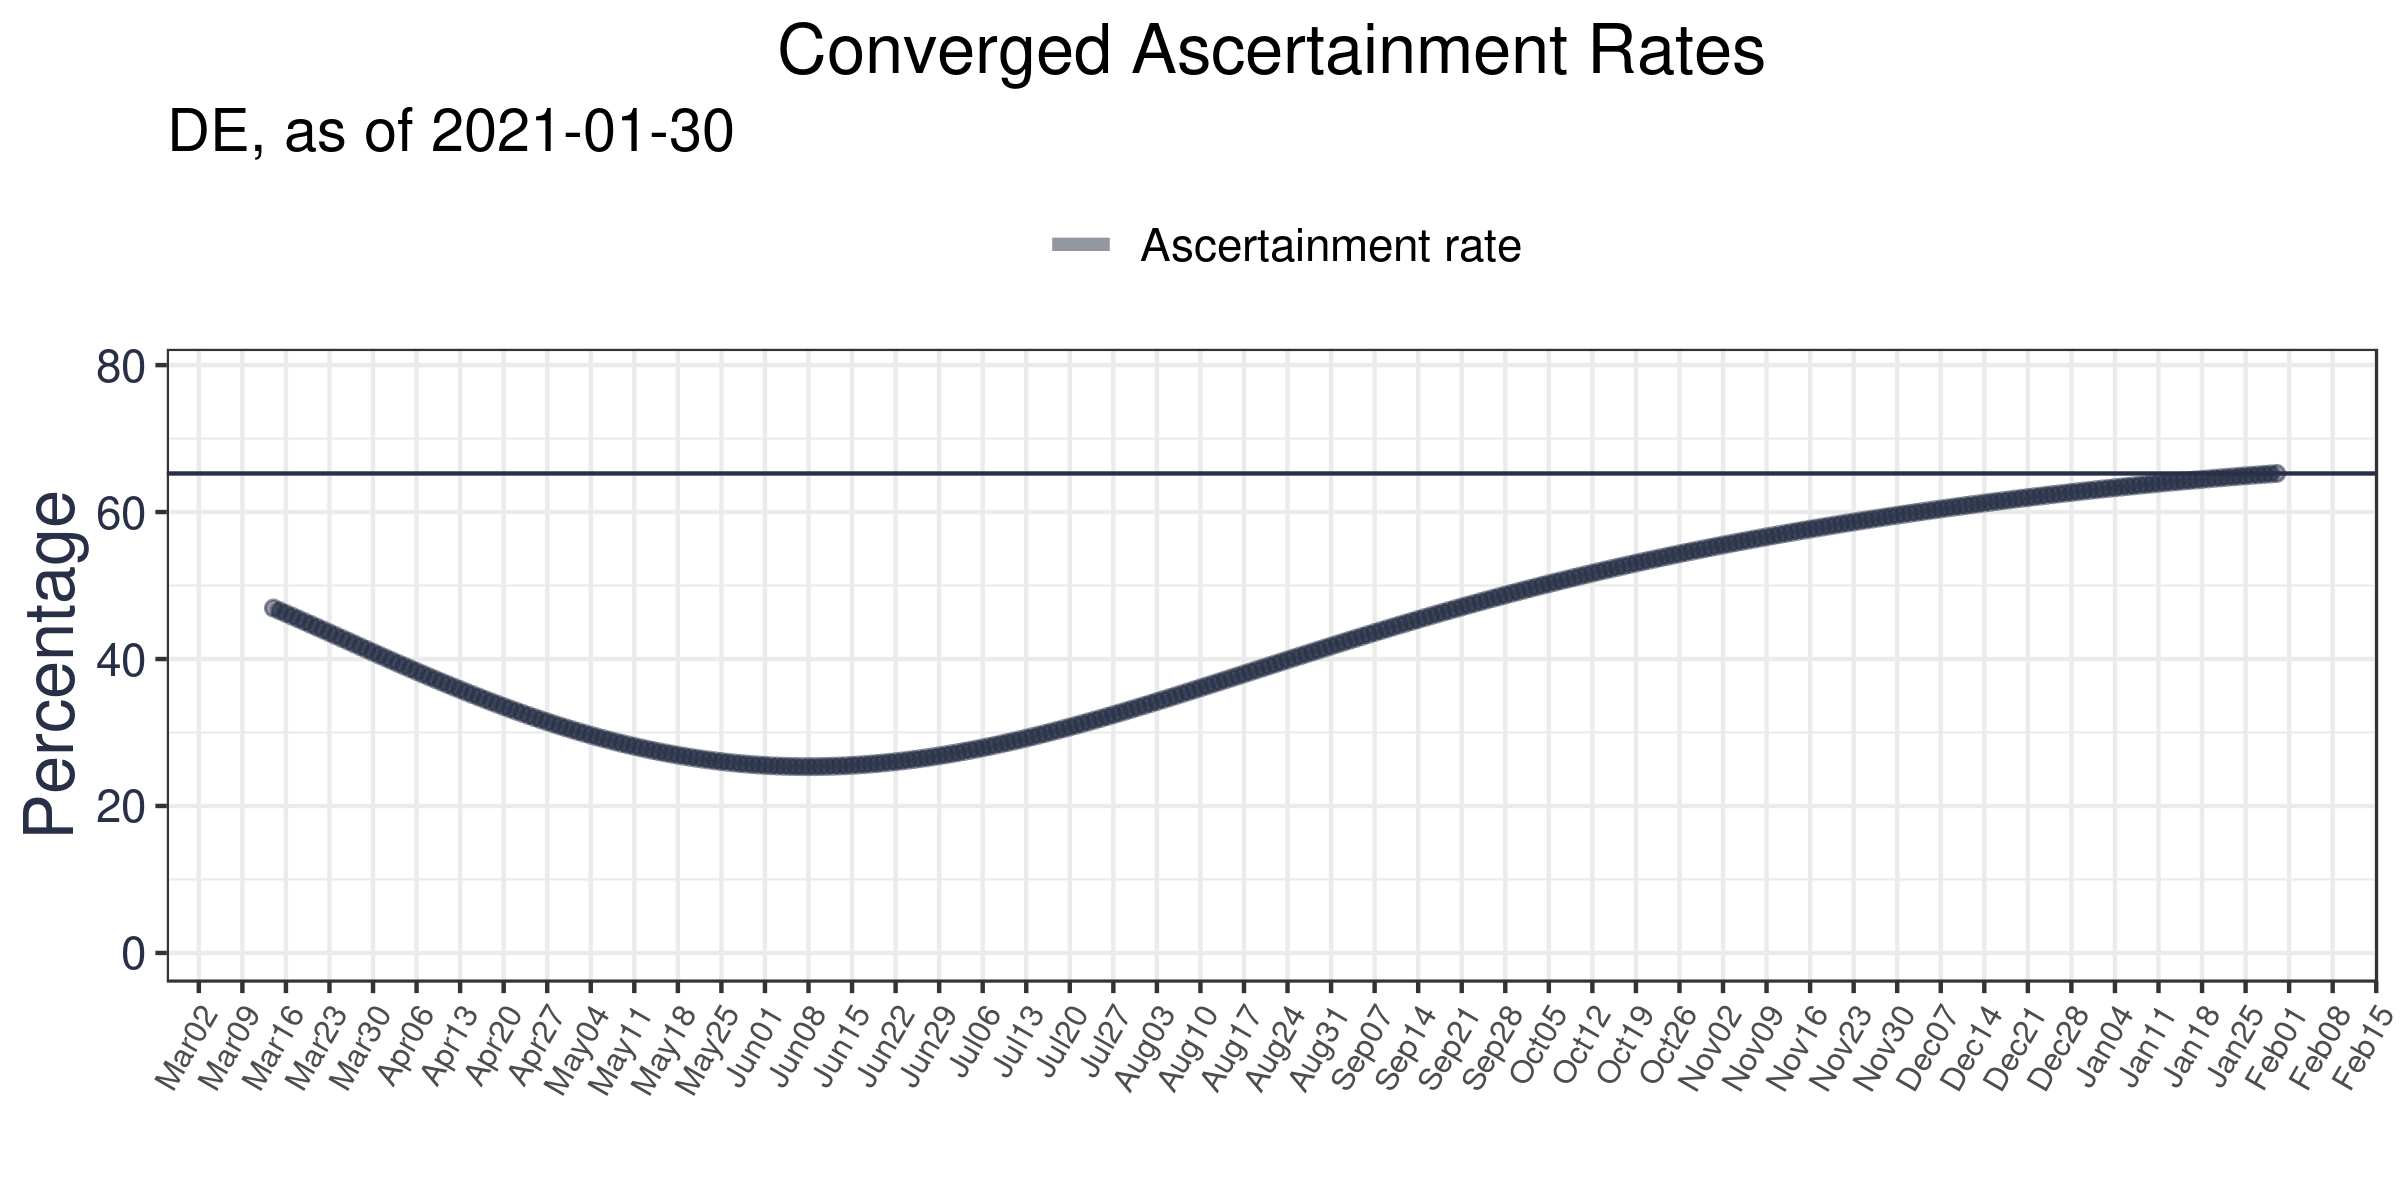 Converged Ascertainment Rates
DE, as of 2021-01-30
Ascertainment rate
Percentage
80
60
40
20
0
Mar02 Mar09 Mar16 Mar23 Mar30 Apr06 Apr13 Apr20 Apr27 May04 May11 May18 May25 Jun01 Jun08 Jun15 Jun22 Jun29 Jul06 Jul13 Jul20 Jul27 Aug03 Aug10 Aug17 Aug24 Aug31 Sep07 Sep14 Sep21 Sep28 Oct05 Oct12 Oct19 Oct26 Nov02 Nov09 Nov16 Nov23 Nov30 Dec07 Dec14 Dec21 Dec28 Jan04 Jan11 Jan18 Jan25 Feb01 Feb08 Feb15